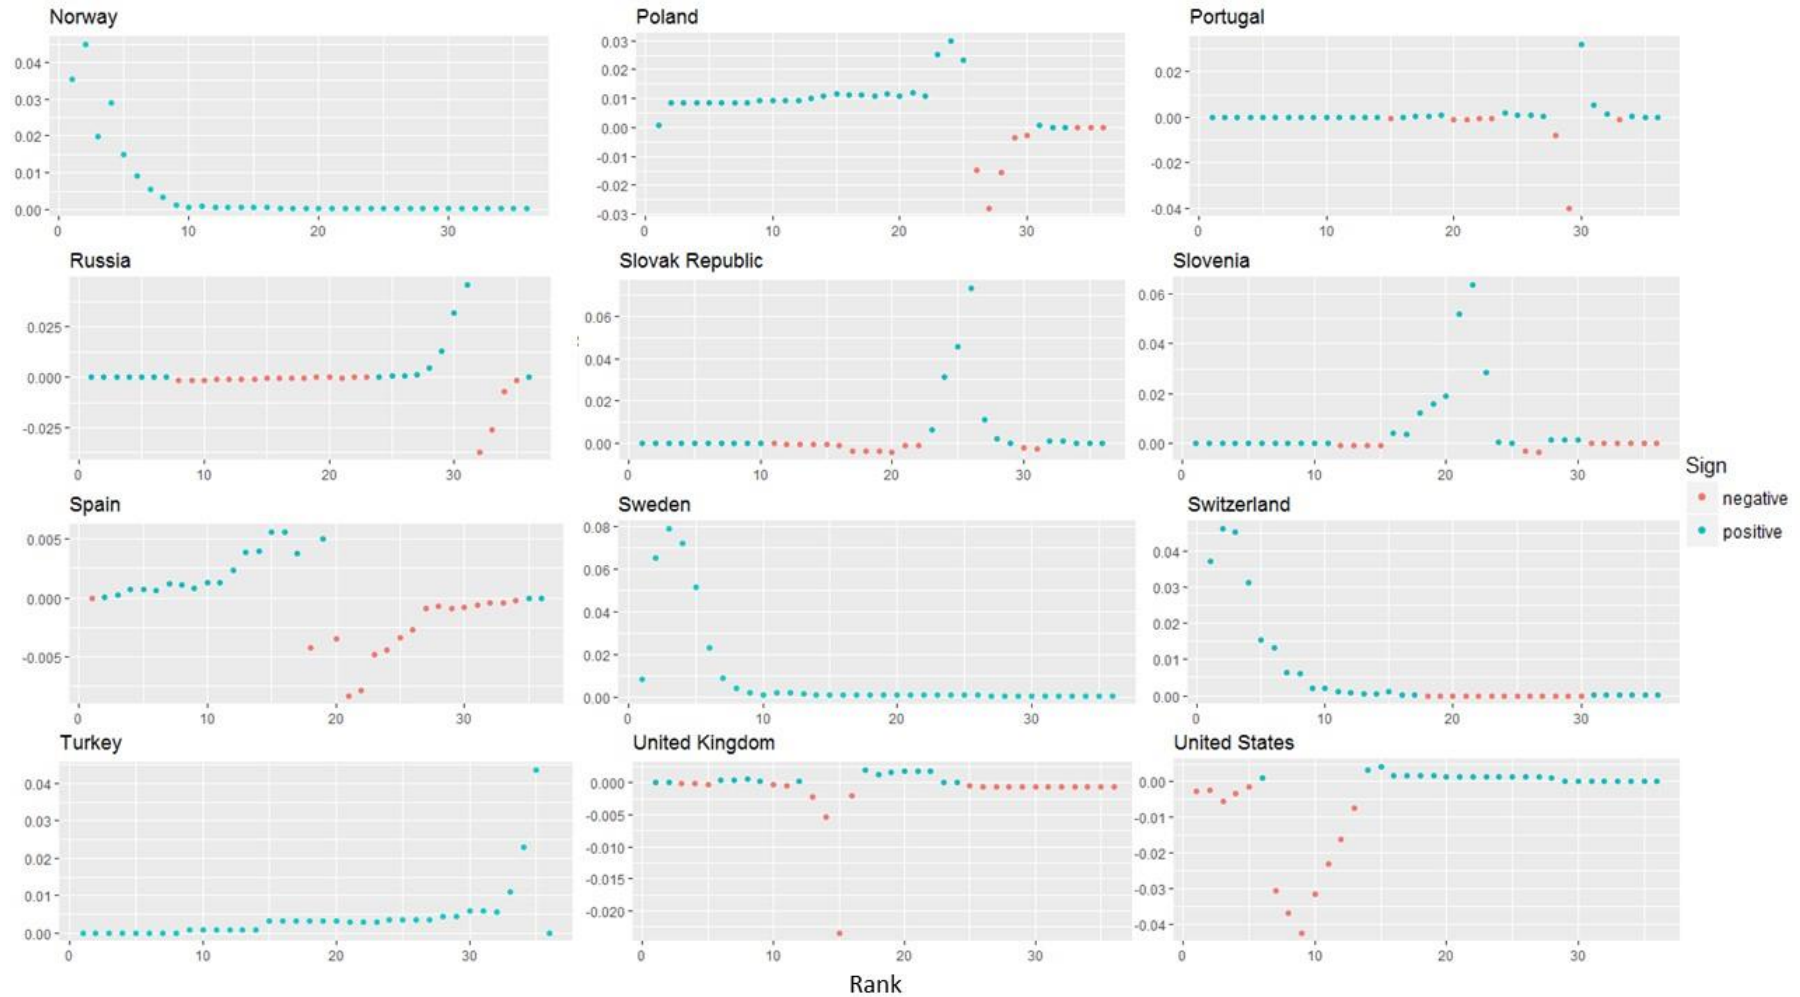 Norway
Poland
Portugal
0.04
0.03
0.02
0.01
0.00
0 10 20 30
0.03
0.02
0.01
0.00
-0.01
-0.02
-0.03
0 10 20 30
0.02
0.00
-0.02
-0.04
0 10 20 30
Russia
Slovak Republic
Slovenia
0.025
0.000
-0.025
0 10 20 30
0.06
0.04
0.02
0.00
0 10 20 30
0.06
0.04
0.02
0.00
0 10 20 30
Spain
Sweden
Switzerland
0.005
0.000
-0.005
0 10 20 30
0.08
0.06
0.04
0.02
0.00
0 10 20 30
0.04
0.03
0.02
0.01
0.00
0 10 20 30
Turkey
United Kingdom
United States
0.04
0.03
0.02
0.01
0.00
0 10 20 30
0.000
-0.005
-0.010
-0.015
-0.020
0 10 20 30
0.00
-0.01
-0.02
-0.03
-0.04
0 10 20 30
Rank
Sign
negative
positive